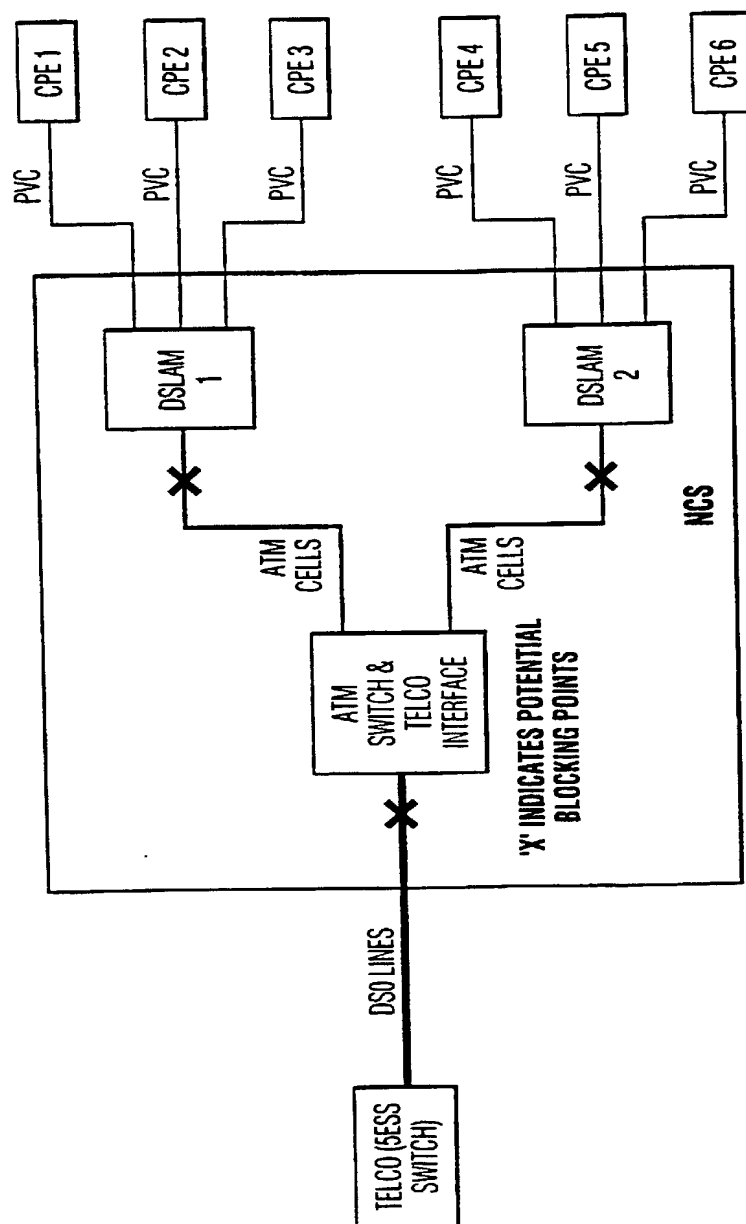 CPE 1
CPE 2
CPE 3
CPE 4
CPE 5
CPE 6
PVC
PVC
PVC
PVC
PVC
PVC
DSLAM
1
DSLAM
2
ATM
CELLS
ATM
CELLS
NCS
ATM
SWITCH &
TELCO
INTERFACE
'X' INDICATES POTENTIAL
BLOCKING POINTS
DS0 LINES
TELCO (5ESS
SWITCH)